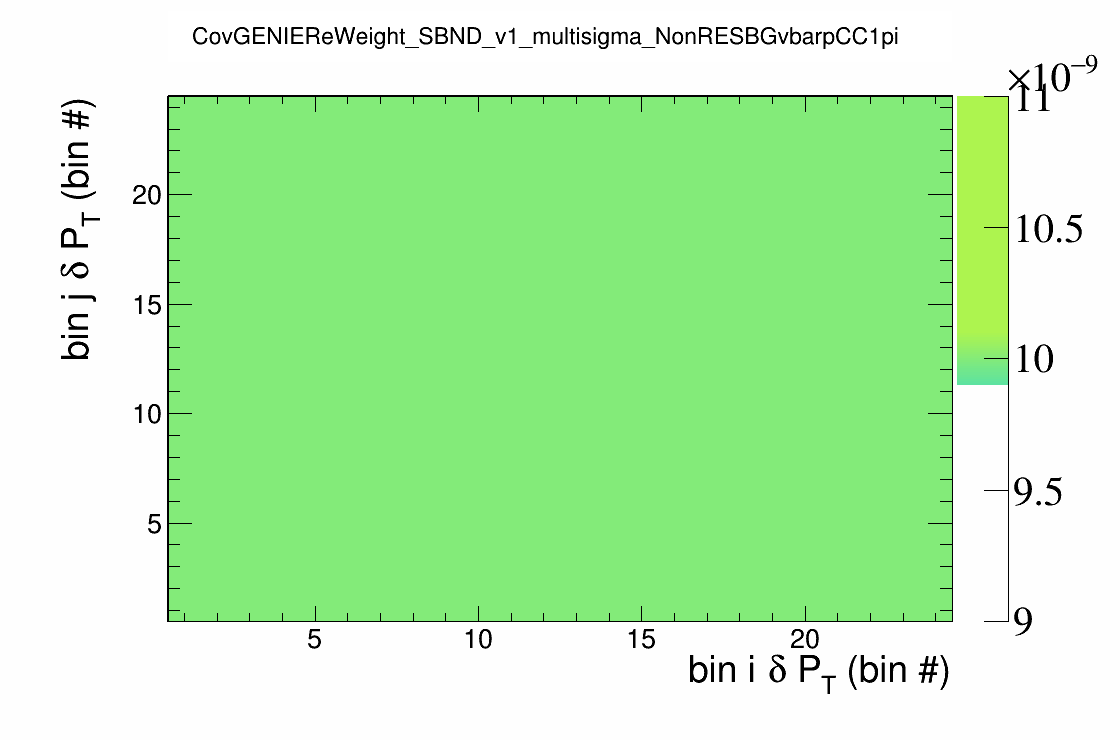 CovGENIEReWeight_SBND_v1_multisigma_NonRESBGvbarpCC1pi
×10⁻⁹
11
10.5
10
9.5
9
bin j δ P_T (bin #)
20
15
10
5
5 10 15 20
bin i δ P_T (bin #)